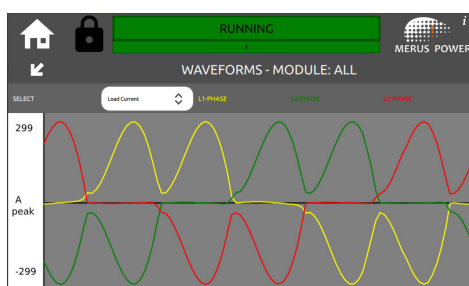 RUNNING
1
i
MERUS POWER
WAVEFORMS - MODULE: ALL
SELECT
Load Current
L1-PHASE
L2-PHASE
L3-PHASE
299
A
peak
-299